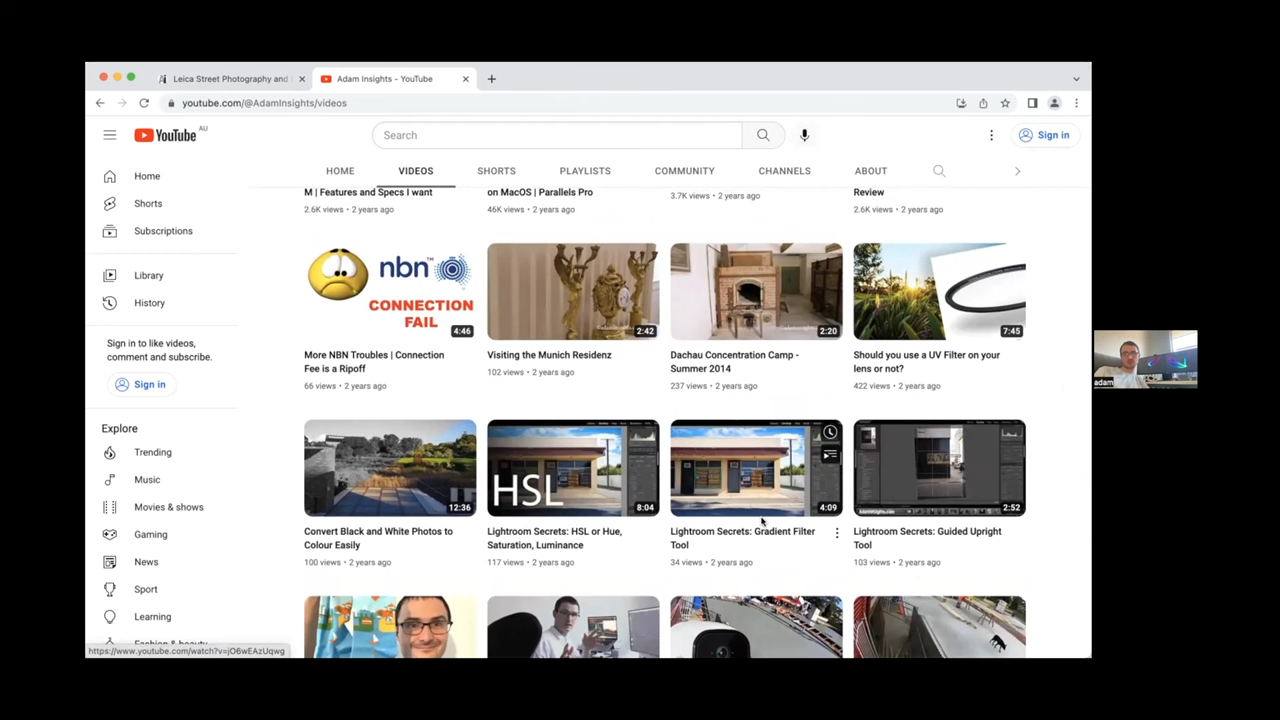 Leica Street Photography and
Adam Insights - YouTube
youtube.com/@AdamInsights/videos
YouTube AU
Search
Sign in
HOME VIDEOS SHORTS PLAYLISTS COMMUNITY CHANNELS ABOUT
Home
Shorts
Subscriptions
Library
History
Sign in to like videos,
comment and subscribe.
Sign in
Explore
Trending
Music
Movies & shows
Gaming
News
Sport
Learning
Fashion & beauty
https://www.youtube.com/watch?v=jO6wEAzUqwg
M | Features and Specs I want
2.6K views • 2 years ago
on MacOS | Parallels Pro
46K views • 2 years ago
3.7K views • 2 years ago
Review
2.6K views • 2 years ago
nbn™
CONNECTION
FAIL
4:46
More NBN Troubles | Connection
Fee is a Ripoff
66 views • 2 years ago
2:42
Visiting the Munich Residenz
102 views • 2 years ago
2:20
Dachau Concentration Camp -
Summer 2014
237 views • 2 years ago
7:45
Should you use a UV Filter on your
lens or not?
422 views • 2 years ago
12:36
Convert Black and White Photos to
Colour Easily
100 views • 2 years ago
HSL
8:04
Lightroom Secrets: HSL or Hue,
Saturation, Luminance
117 views • 2 years ago
4:09
Lightroom Secrets: Gradient Filter
Tool
34 views • 2 years ago
2:52
Lightroom Secrets: Guided Upright
Tool
103 views • 2 years ago
adam